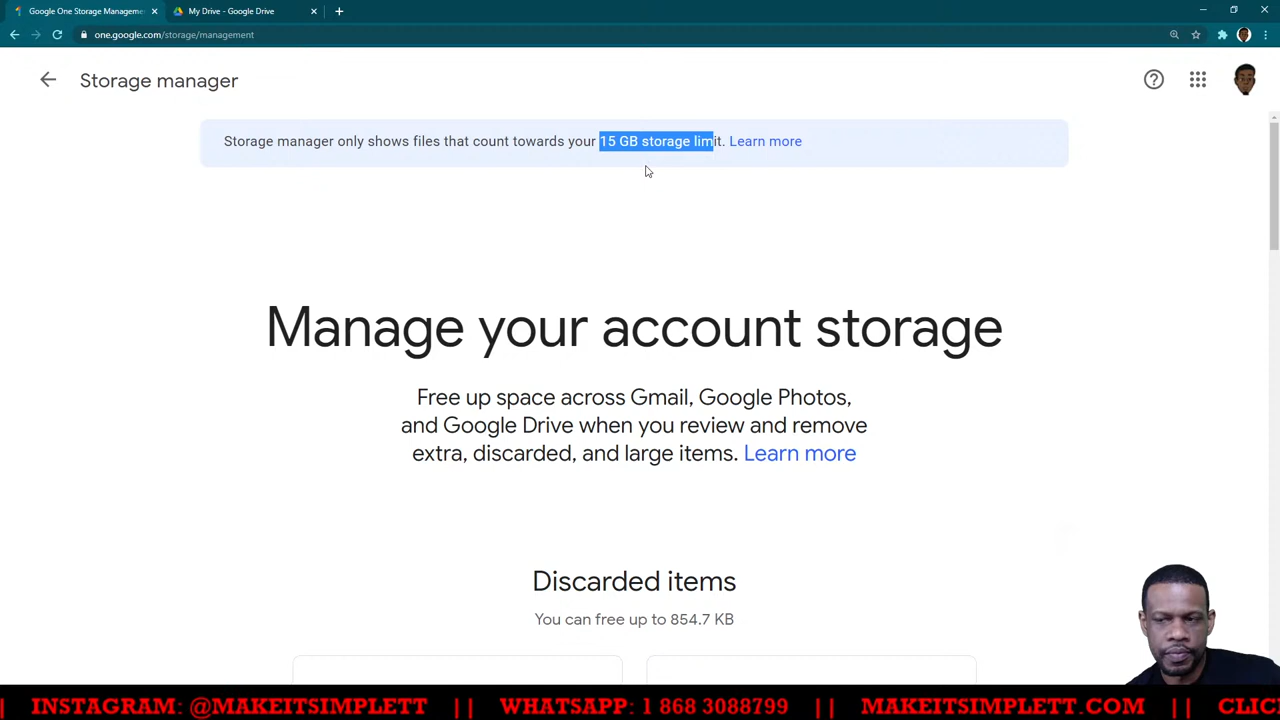 Google One Storage Manageme
My Drive - Google Drive
one.google.com/storage/management
Storage manager
Storage manager only shows files that count towards your 15 GB storage limit. Learn more
Manage your account storage
Free up space across Gmail, Google Photos,
and Google Drive when you review and remove
extra, discarded, and large items. Learn more
Discarded items
You can free up to 854.7 KB
| INSTAGRAM: @MAKEITSIMPLETT || WHATSAPP: 1 868 3088799 || MAKEITSIMPLETT.COM || CLIC